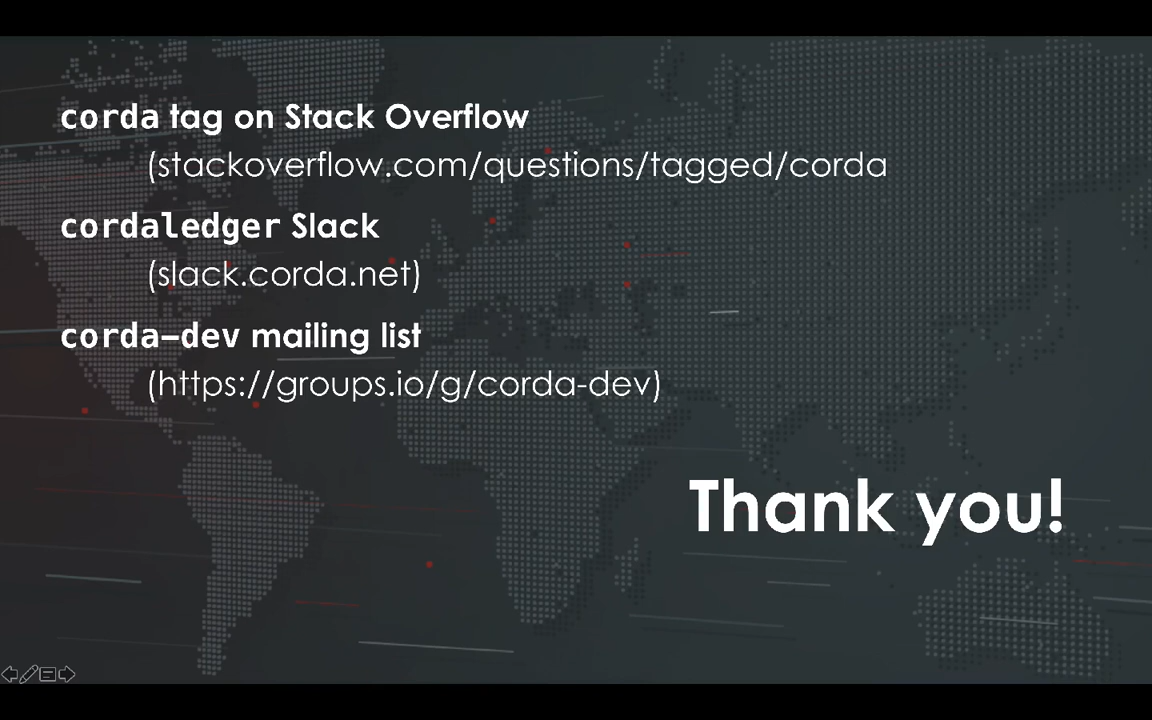 corda tag on Stack Overflow
(stackoverflow.com/questions/tagged/corda
cordaledger Slack
(slack.corda.net)
corda-dev mailing list
(https://groups.io/g/corda-dev)
Thank you!